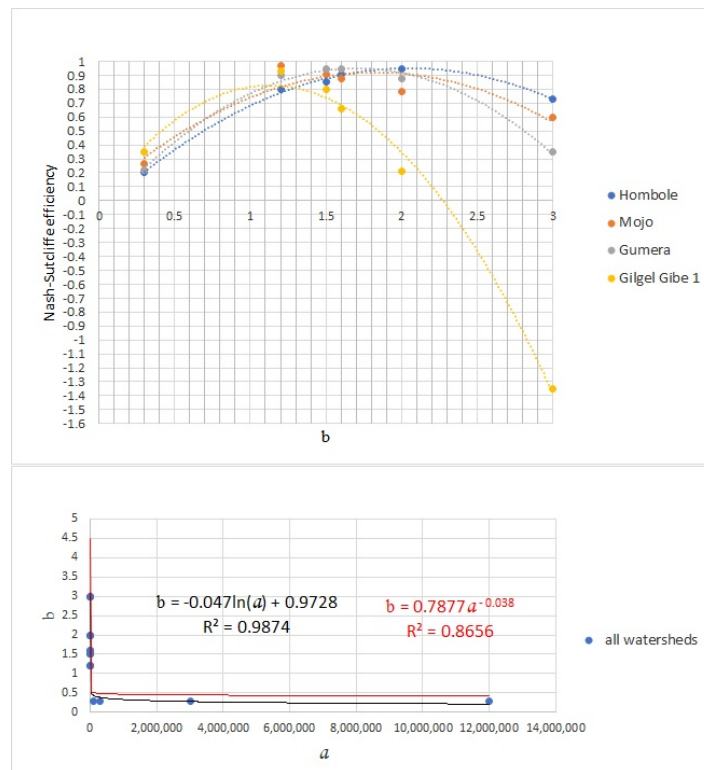 1
0.9
0.8
0.7
0.6
0.5
0.4
0.3
0.2
0.1
0
-0.1
-0.2
-0.3
-0.4
-0.5
-0.6
-0.7
-0.8
-0.9
-1
-1.1
-1.2
-1.3
-1.4
-1.5
-1.6
Nash-Sutcliffe efficiency
0 0.5 1 1.5 2 2.5 3
b
Hombole
Mojo
Gumera
Gilgel Gibe 1
5
4.5
4
3.5
3
2.5
2
1.5
1
0.5
0
b
b = -0.047ln(a) + 0.9728
R² = 0.9874
b = 0.7877a^-0.038
R² = 0.8656
all watersheds
0 2,000,000 4,000,000 6,000,000 8,000,000 10,000,000 12,000,000 14,000,000
a